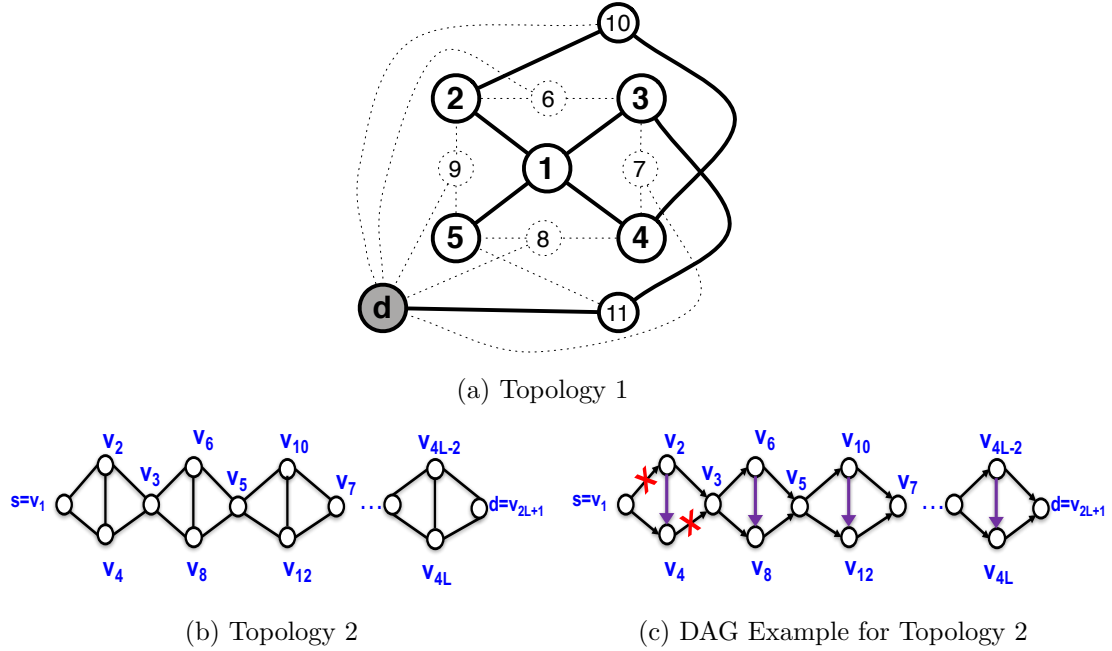 10
2
6
3
9
1
7
5
8
4
d
11
(a) Topology 1
v2 v6 v10 v4L-2
s=v1 v3 v5 v7 ... d=v2L+1
v4 v8 v12 v4L
(b) Topology 2
v2 v6 v10 v4L-2
s=v1 v3 v5 v7 ... d=v2L+1
v4 v8 v12 v4L
(c) DAG Example for Topology 2